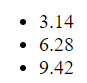 • 3.14
• 6.28
• 9.42